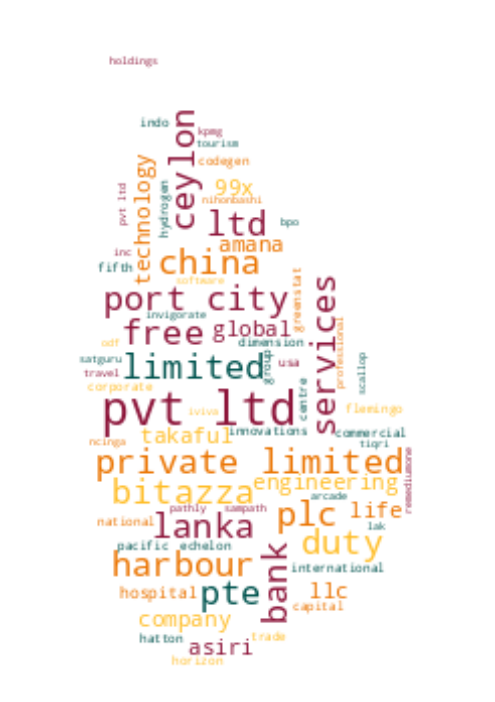 holdings
indo
ceylon
kpmg
tourism
codegen
technology
hydrogen
99x
nihonbashi
pvt ltd
ltd
bpo
amana
inc
fifth
china
software
port city
greenstat
services
invigorate
free
global
professional
odf
dimension
satguru
limited
group
usa
scallop
travel
corporate
centre
pvt ltd
iviva
flemingo
takaful
innovations
commercial
ncinga
tiqri
private limited
remediumone
bitazza
engineering
arcade
pathly
sampath
plc
life
national
lanka
lak
duty
pacific
echelon
harbour
bank
international
hospital
pte
llc
capital
company
hatton
trade
asiri
horizon